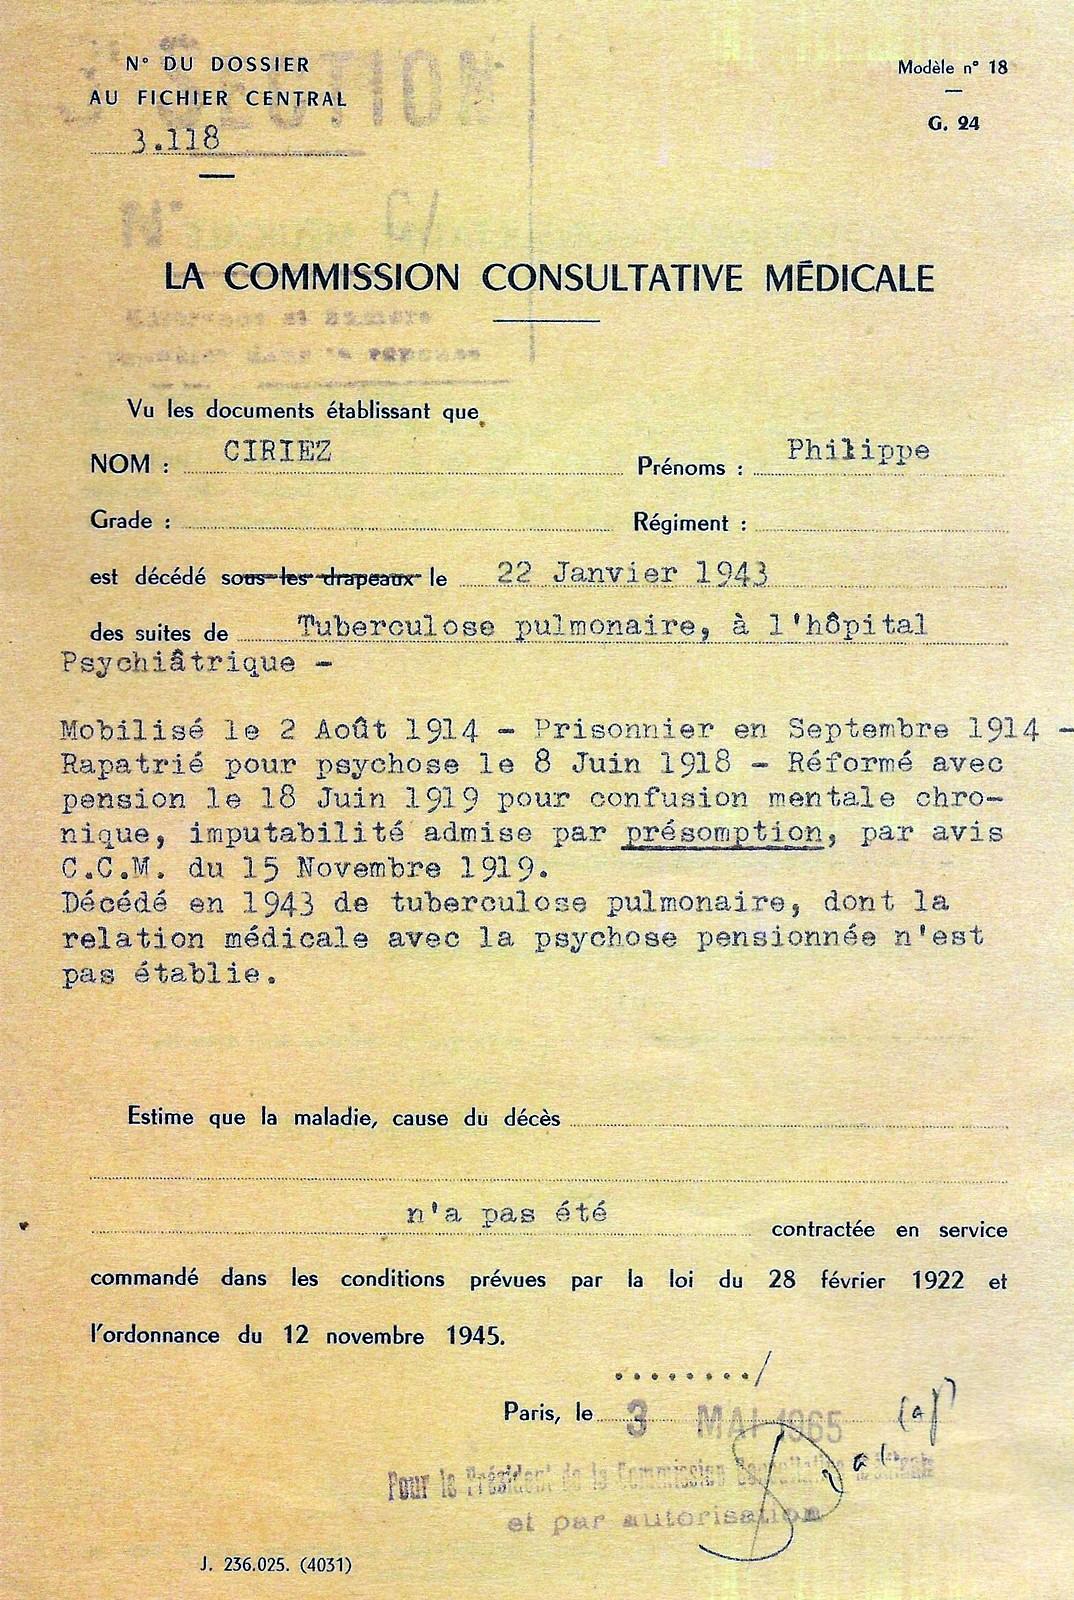 N° DU DOSSIER
AU FICHIER CENTRAL
3.118
Modèle n° 18
G. 24
SECTION
N° G/
LA COMMISSION CONSULTATIVE MÉDICALE
et
dans la réponse
Vu les documents établissant que
NOM : CIRIEZ Prénoms : Philippe
Grade : Régiment :
est décédé sous les drapeaux le 22 Janvier 1943
des suites de Tuberculose pulmonaire, à l'hôpital
Psychiâtrique -
Mobilisé le 2 Août 1914 - Prisonnier en Septembre 1914 -
Rapatrié pour psychose le 8 Juin 1918 - Réformé avec
pension le 18 Juin 1919 pour confusion mentale chro-
nique, imputabilité admise par présomption, par avis
C.C.M. du 15 Novembre 1919.
Décédé en 1943 de tuberculose pulmonaire, dont la
relation médicale avec la psychose pensionnée n'est
pas établie.
Estime que la maladie, cause du décès
n'a pas été contractée en service
commandé dans les conditions prévues par la loi du 28 février 1922 et
l'ordonnance du 12 novembre 1945.
......../
Paris, le 3 MAI 1965
Pour le Président de la Commission Consultative Médicale
et par autorisation
J. 236.025. (4031)